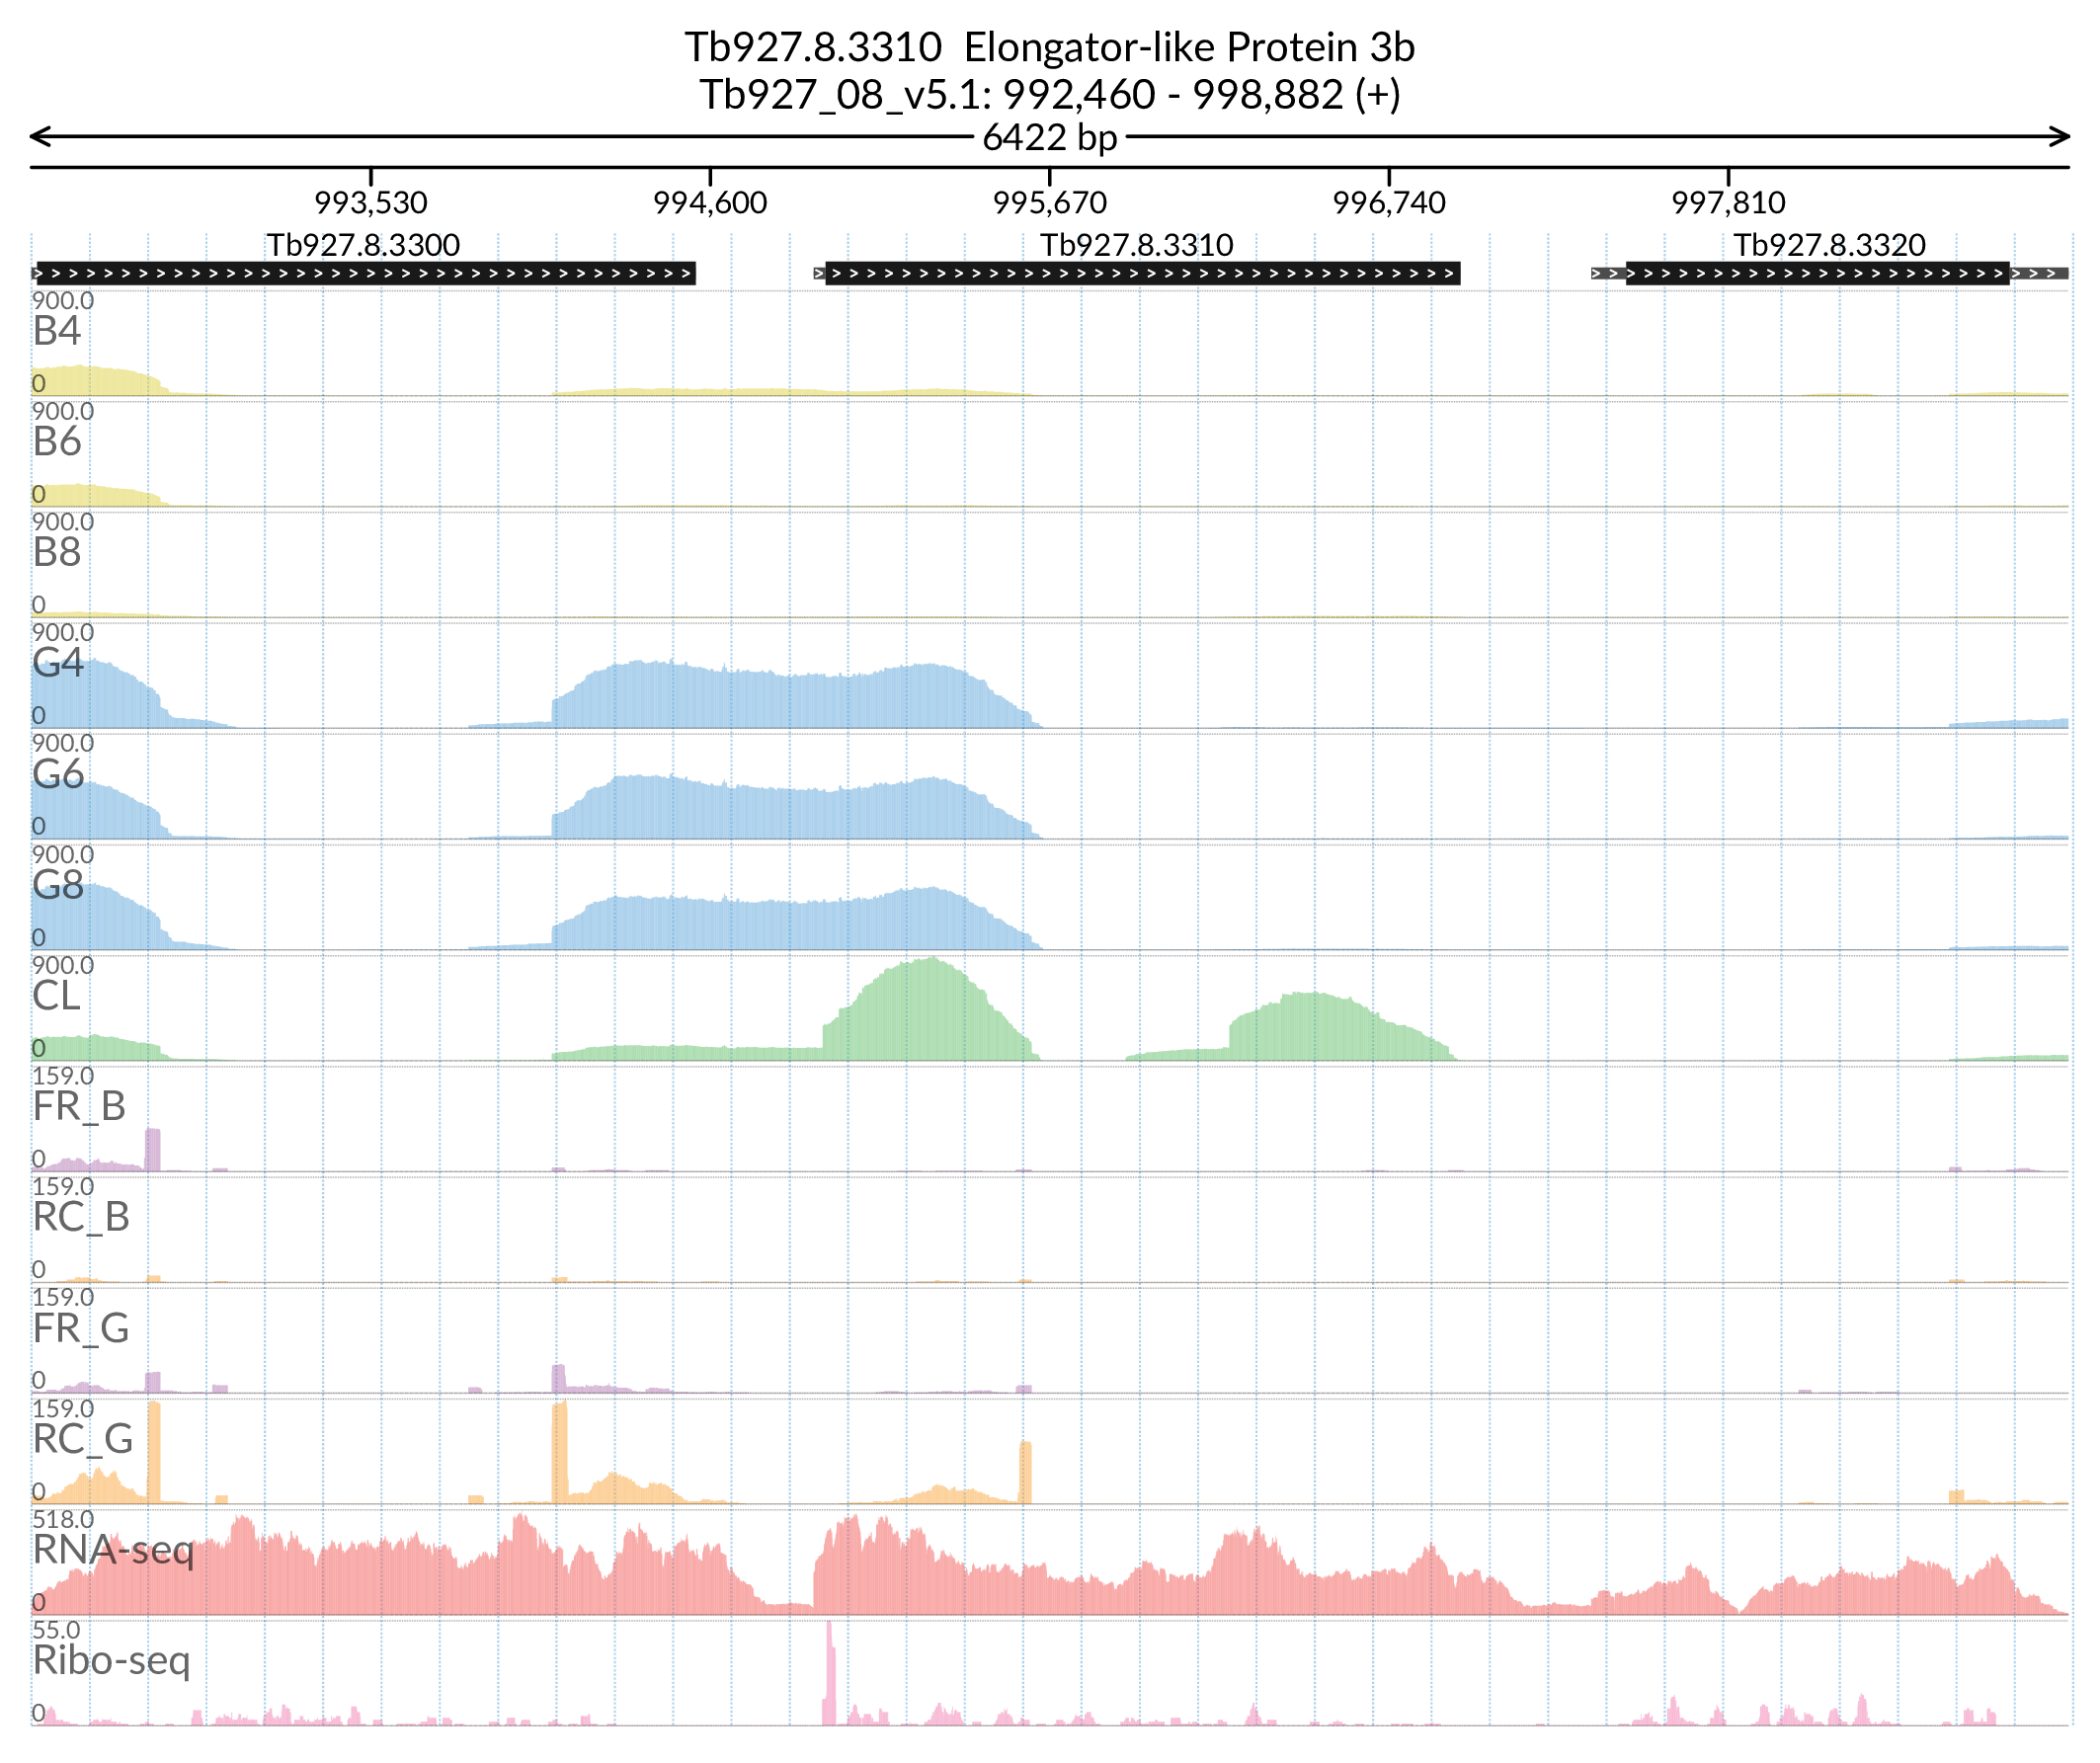 Tb927.8.3310 Elongator-like Protein 3b
Tb927_08_v5.1: 992,460 - 998,882 (+)
6422 bp
993,530 994,600 995,670 996,740 997,810
Tb927.8.3300 Tb927.8.3310 Tb927.8.3320
900.0
B4
0
900.0
B6
0
900.0
B8
0
900.0
G4
0
900.0
G6
0
900.0
G8
0
900.0
CL
0
159.0
FR_B
0
159.0
RC_B
0
159.0
FR_G
0
159.0
RC_G
0
518.0
RNA-seq
0
55.0
Ribo-seq
0